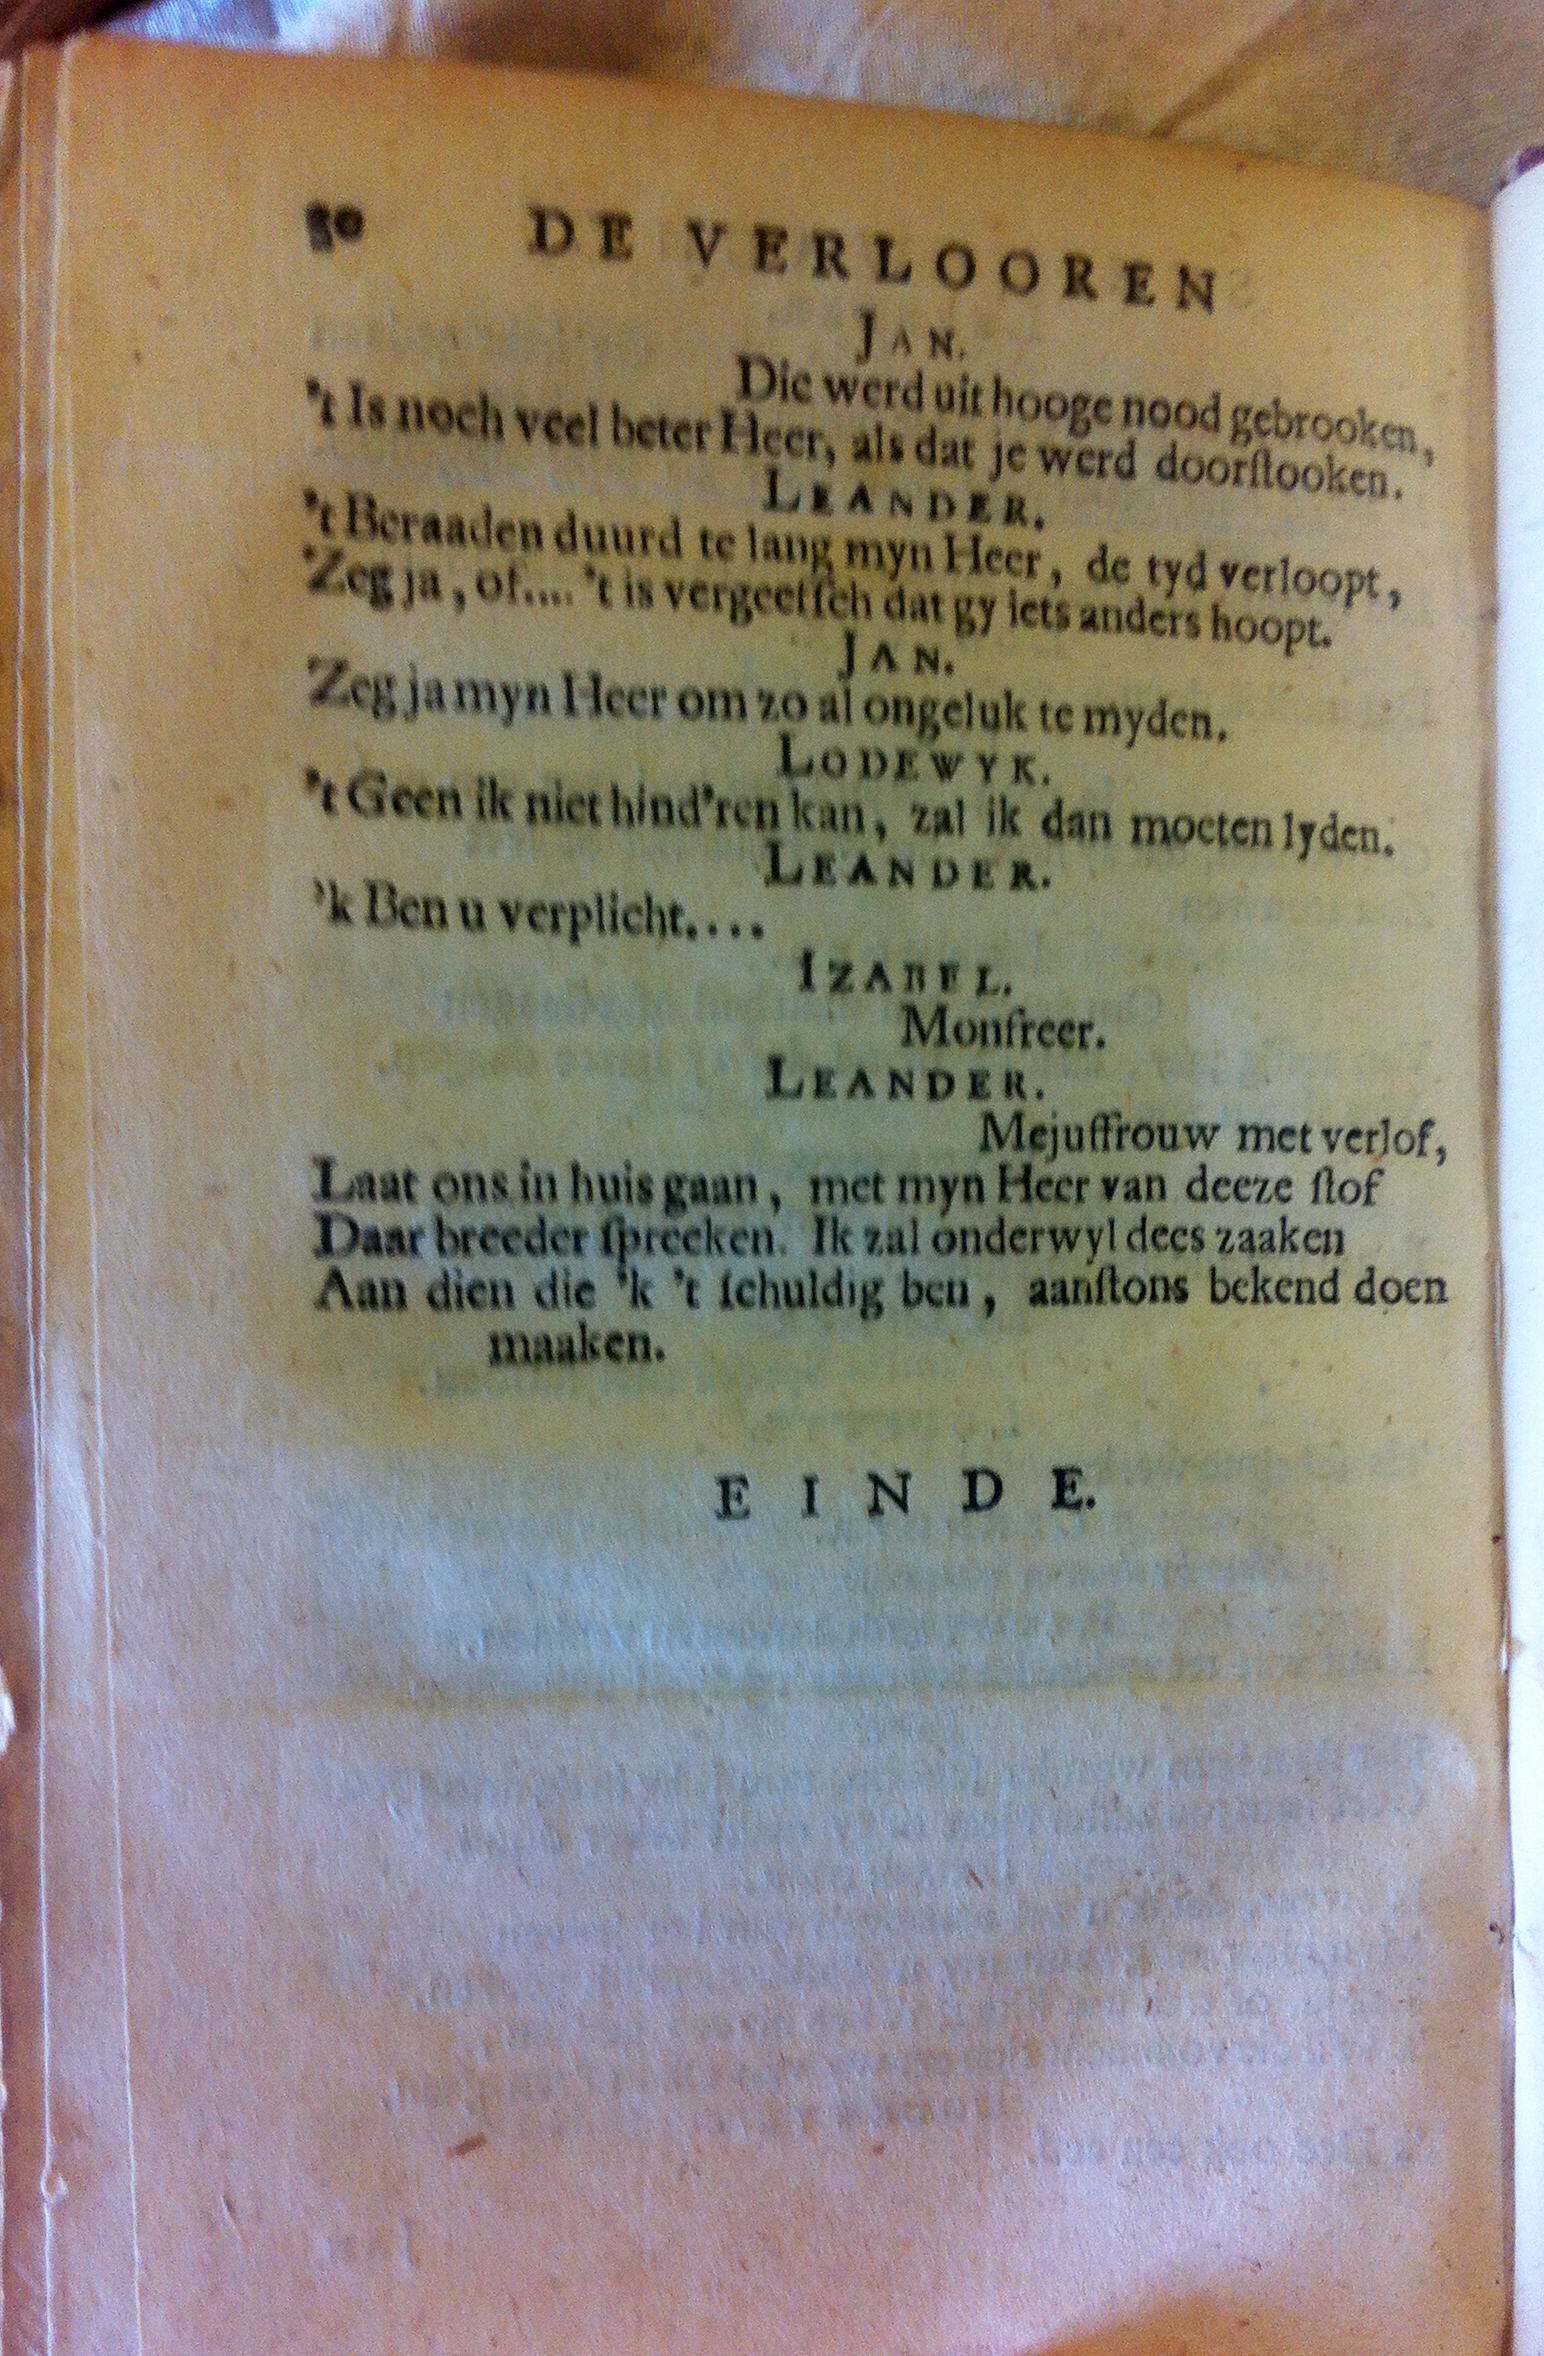 80 DE VERLOOREN
JAN.
Die werd uit hooge nood gebrooken,
't Is noch veel beter Heer, als dat je werd doorſtooken.
LEANDER.
't Beraaden duurd te lang myn Heer, de tyd verloopt,
Zeg ja, of.... 't is vergeefſch dat gy iets anders hoopt.
JAN.
Zeg ja myn Heer om zo al ongeluk te myden.
LODEWYK.
't Geen ik niet hind'ren kan, zal ik dan moeten lyden.
LEANDER.
'k Ben u verplicht....
IZABEL.
Monfreer.
LEANDER.
Mejuffrouw met verlof,
Laat ons in huis gaan, met myn Heer van deeze ſtof
Daar breeder ſpreeken. Ik zal onderwyl dees zaaken
Aan dien die 'k 't ſchuldig ben, aanſtons bekend doen
maaken.
EINDE.